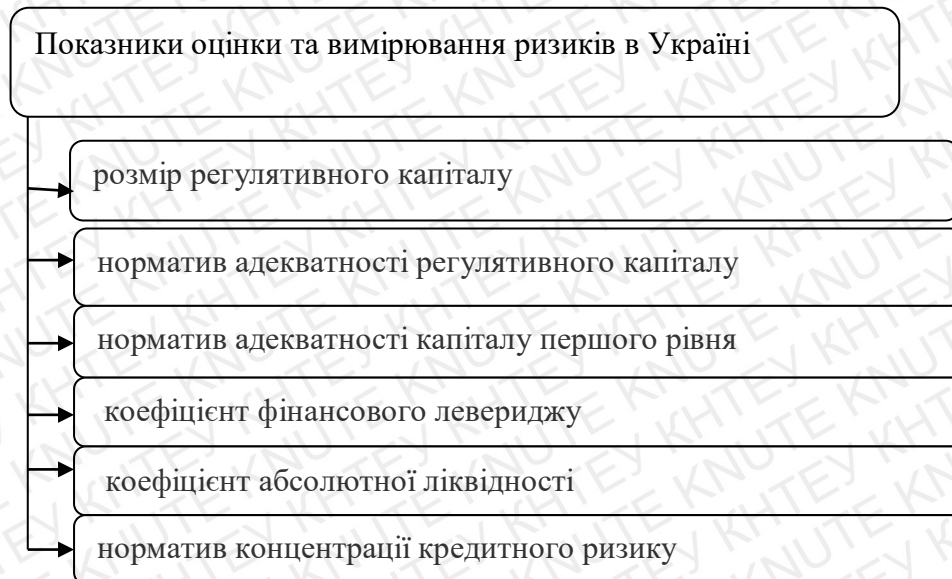 Показники оцінки та вимірювання ризиків в Україні
розмір регулятивного капіталу
норматив адекватності регулятивного капіталу
норматив адекватності капіталу першого рівня
коефіцієнт фінансового левериджу
коефіцієнт абсолютної ліквідності
норматив концентрації кредитного ризику